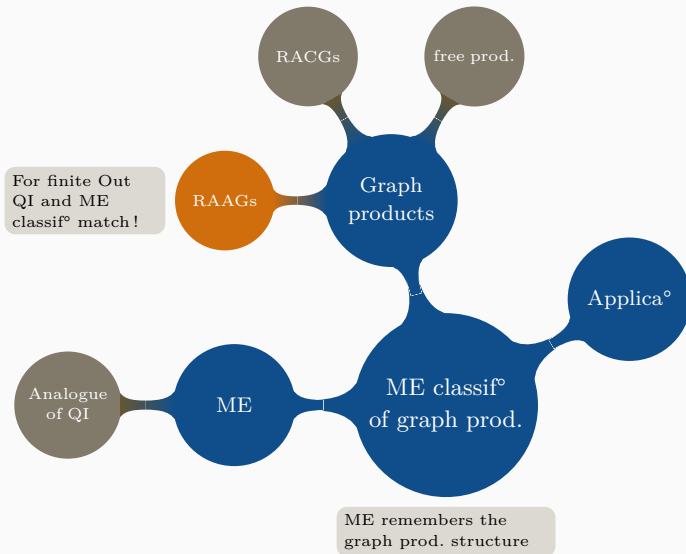 RACGs
free prod.
For finite Out
QI and ME
classif° match !
RAAGs
Graph
products
Applica°
Analogue
of QI
ME
ME classif°
of graph prod.
ME remembers the
graph prod. structure